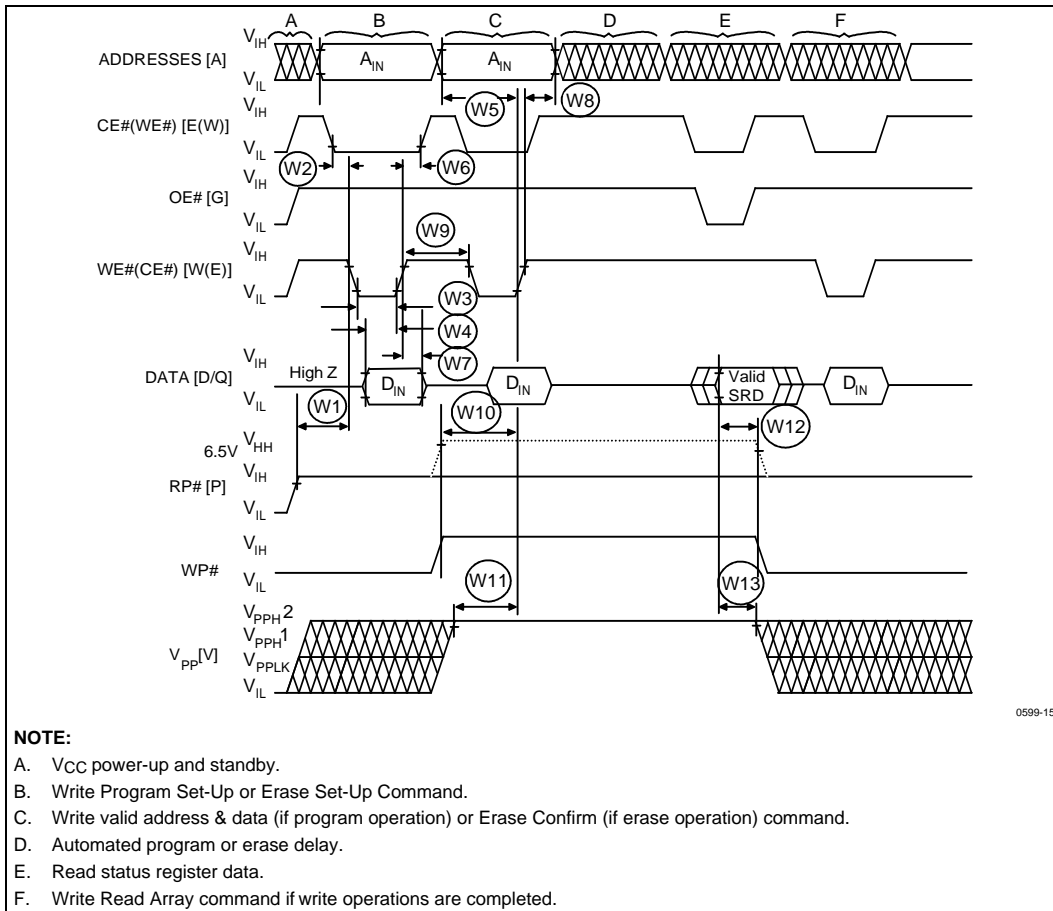 A B C D E F
V_IH
ADDRESSES [A] A_IN A_IN
V_IL
W5 W8
V_IH
CE#(WE#) [E(W)]
V_IL
W2 W6
V_IH
OE# [G]
V_IL
W9
V_IH
WE#(CE#) [W(E)]
V_IL
W3
W4
W7
V_IH
High Z
DATA [D/Q] D_IN D_IN Valid SRD D_IN
V_IL
W1 W10 W12
6.5V V_HH
V_IH
RP# [P]
V_IL
V_IH
WP#
V_IL
W11 W13
V_PPH 2
V_PPH 1
V_PP[V] V_PPLK
V_IL
0599-15
NOTE:
A. VCC power-up and standby.
B. Write Program Set-Up or Erase Set-Up Command.
C. Write valid address & data (if program operation) or Erase Confirm (if erase operation) command.
D. Automated program or erase delay.
E. Read status register data.
F. Write Read Array command if write operations are completed.